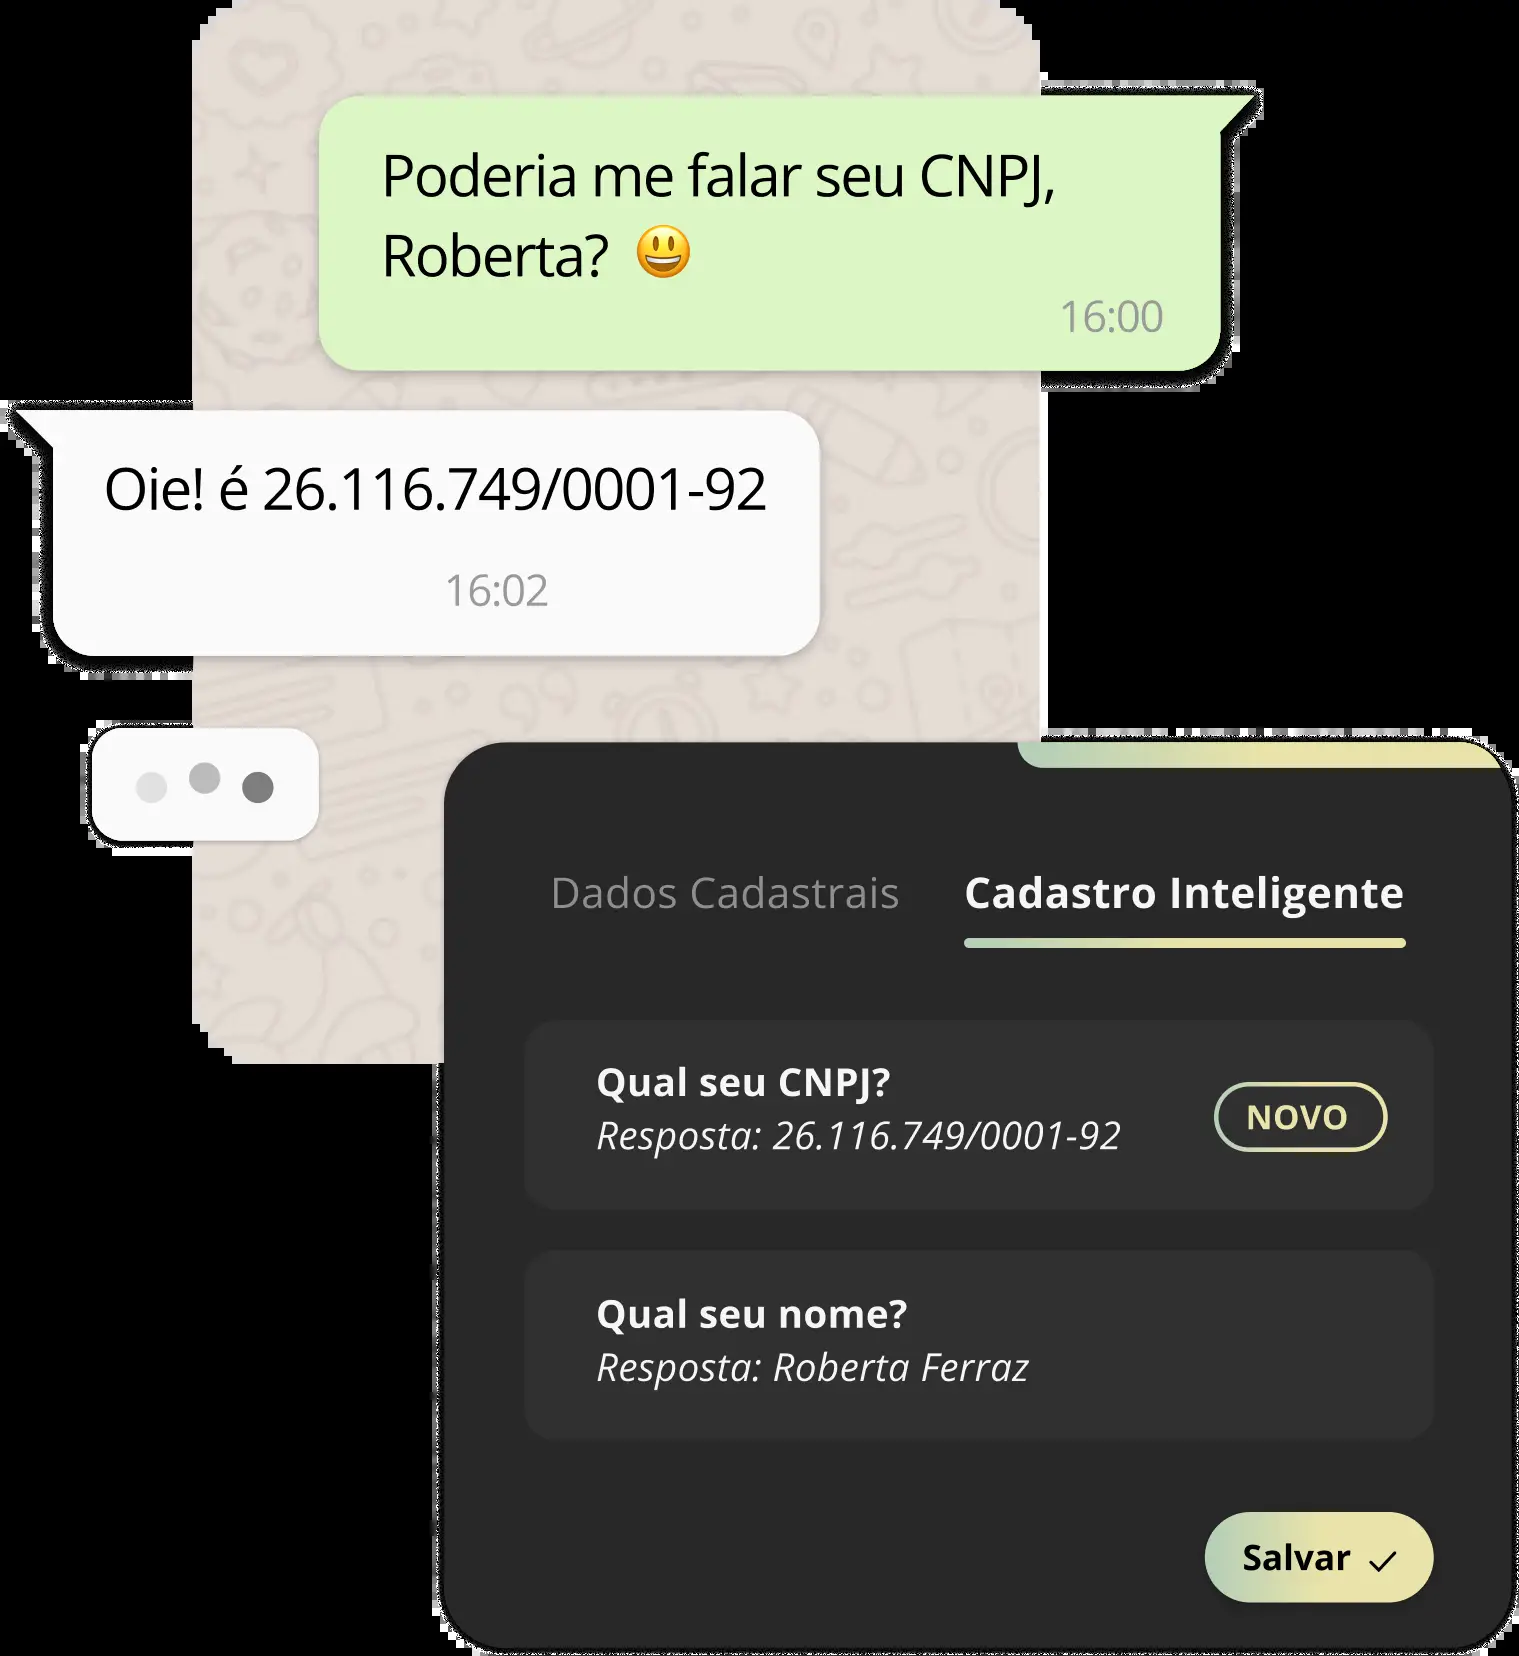 Poderia me falar seu CNPJ,
Roberta? 😃
16:00
Oie! é 26.116.749/0001-92
16:02
Dados Cadastrais
Cadastro Inteligente
Qual seu CNPJ?
Resposta: 26.116.749/0001-92
NOVO
Qual seu nome?
Resposta: Roberta Ferraz
Salvar